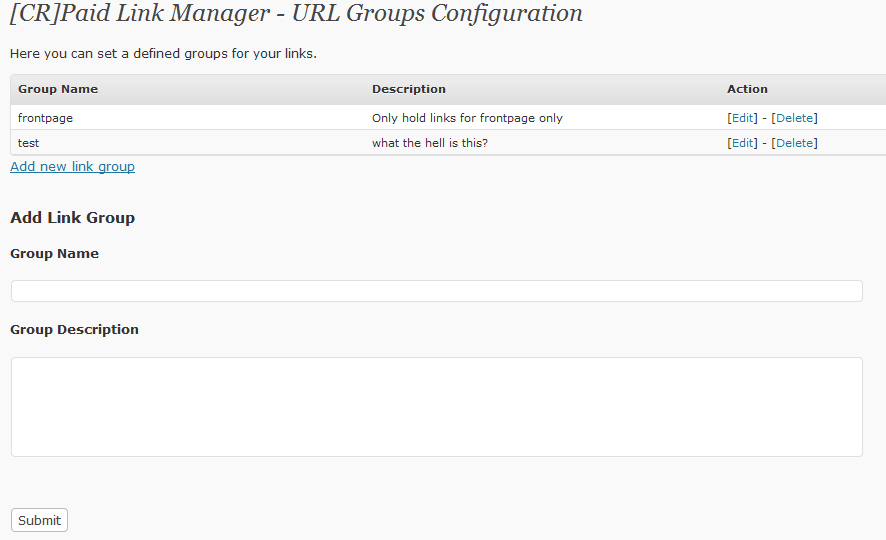 [CR]Paid Link Manager - URL Groups Configuration
Here you can set a defined groups for your links.
Group Name Description Action
frontpage Only hold links for frontpage only [Edit] - [Delete]
test what the hell is this? [Edit] - [Delete]
Add new link group
Add Link Group
Group Name
Group Description
Submit